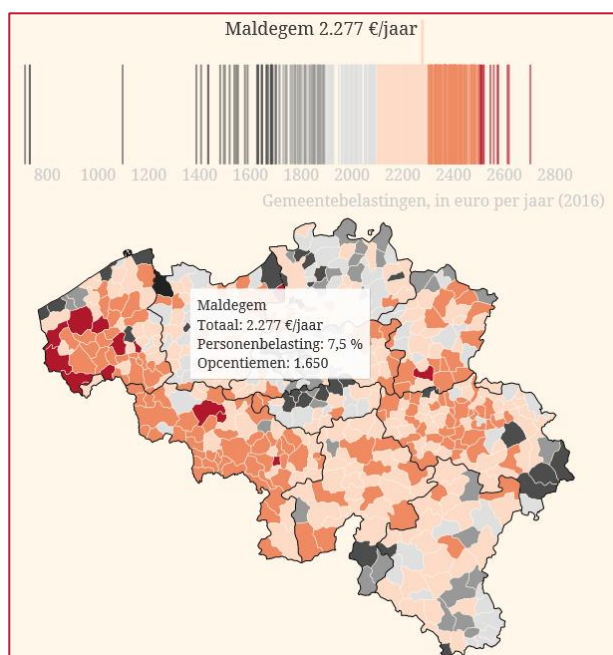 Maldegem 2.277 €/jaar
800 1000 1200 1400 1600 1800 2000 2200 2400 2600 2800
Gemeentebelastingen, in euro per jaar (2016)
Maldegem
Totaal: 2.277 €/jaar
Personenbelasting: 7,5 %
Opcentiemen: 1.650